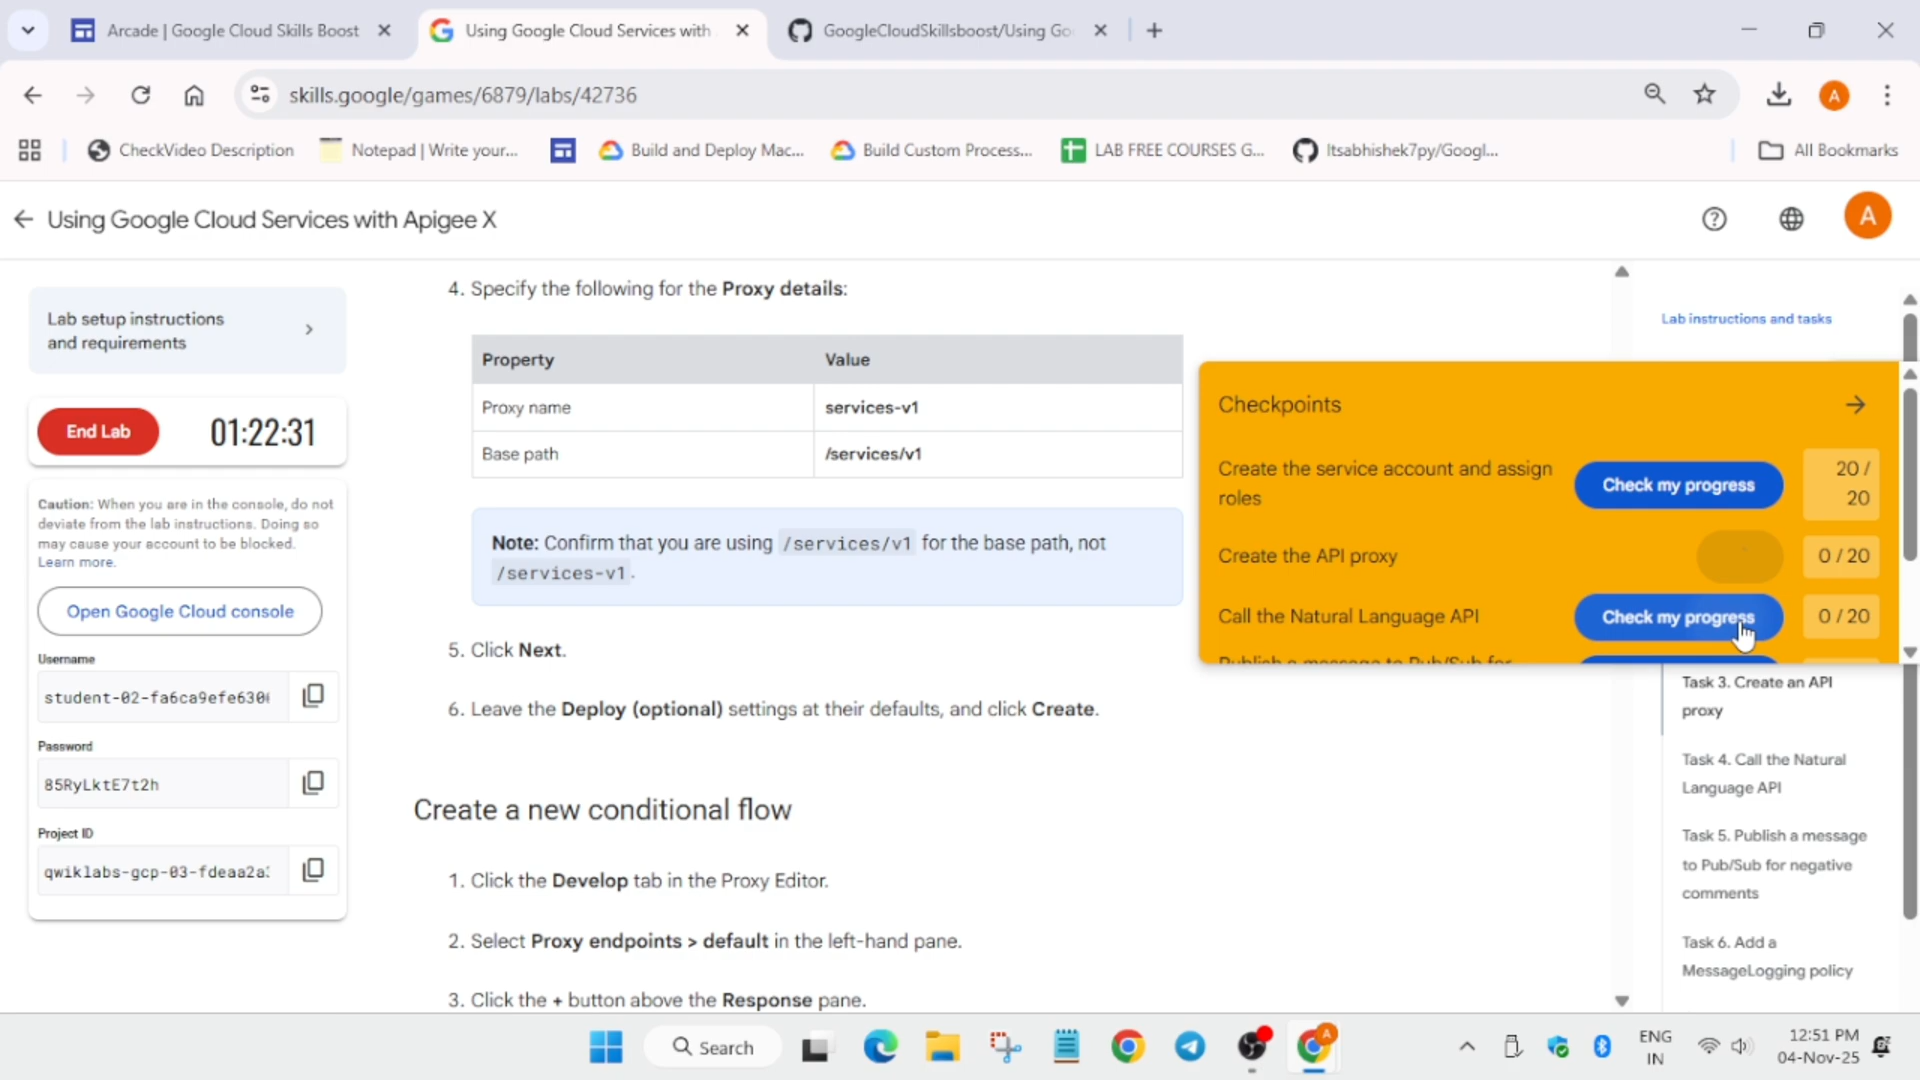 Arcade | Google Cloud Skills Boost
Using Google Cloud Services with
GoogleCloudSkillsboost/Using Go
skills.google/games/6879/labs/42736
A
CheckVideo Description
Notepad | Write your...
Build and Deploy Mac...
Build Custom Process...
LAB FREE COURSES G...
Itsabhishek7py/Googl...
All Bookmarks
Using Google Cloud Services with Apigee X
A
Lab setup instructions
and requirements
End Lab
01:22:31
Caution: When you are in the console, do not
deviate from the lab instructions. Doing so
may cause your account to be blocked.
Learn more.
Open Google Cloud console
Username
student-02-fa6ca9efe630
Password
85RyLktE7t2h
Project ID
qwiklabs-gcp-03-fdeaa2a
4. Specify the following for the Proxy details:
Property Value
Proxy name services-v1
Base path /services/v1
Note: Confirm that you are using /services/v1 for the base path, not
/services-v1.
5. Click Next.
6. Leave the Deploy (optional) settings at their defaults, and click Create.
Create a new conditional flow
1. Click the Develop tab in the Proxy Editor.
2. Select Proxy endpoints > default in the left-hand pane.
3. Click the + button above the Response pane.
Lab instructions and tasks
Checkpoints
Create the service account and assign
roles
Check my progress
20 /
20
Create the API proxy
0 / 20
Call the Natural Language API
Check my progress
0 / 20
Publish a message to Pub/Sub for
Task 3. Create an API
proxy
Task 4. Call the Natural
Language API
Task 5. Publish a message
to Pub/Sub for negative
comments
Task 6. Add a
MessageLogging policy
Search
A
ENG
IN
12:51 PM
04-Nov-25